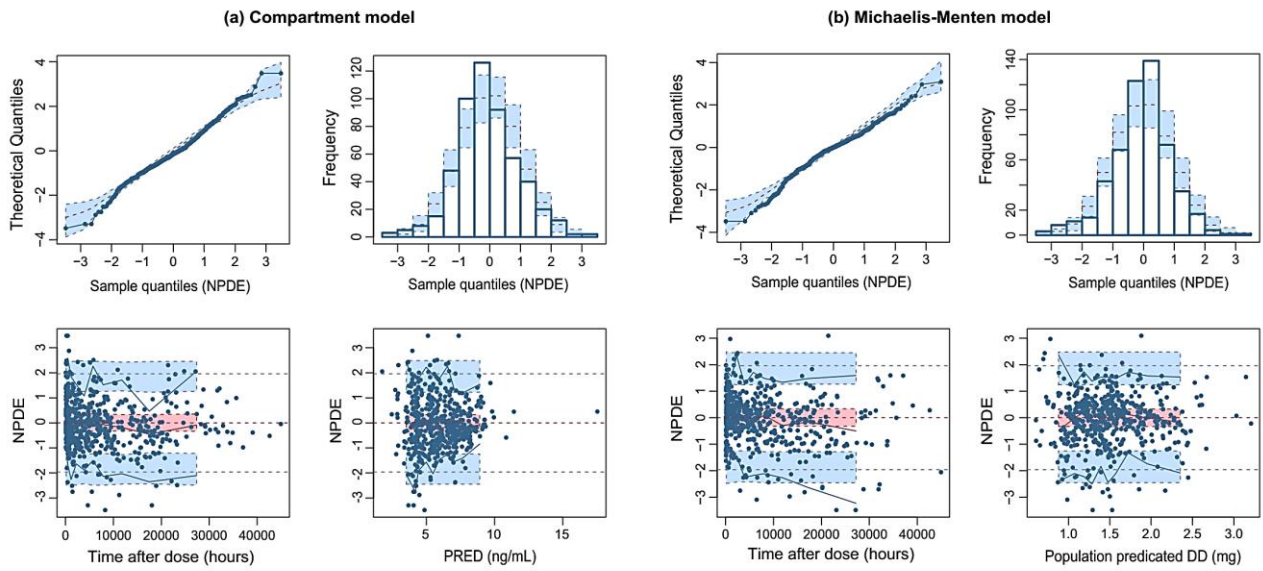 (a) Compartment model
(b) Michaelis-Menten model
Theoretical Quantiles
4
2
0
−2
−4
−3 −2 −1 0 1 2 3
Sample quantiles (NPDE)
Frequency
120
100
80
60
40
20
0
−3 −2 −1 0 1 2 3
Sample quantiles (NPDE)
Theoretical Quantiles
4
2
0
−2
−4
−3 −2 −1 0 1 2 3
Sample quantiles (NPDE)
Frequency
140
100
60
20
0
−3 −2 −1 0 1 2 3
Sample quantiles (NPDE)
NPDE
3
2
1
0
−1
−2
−3
0 10000 20000 30000 40000
Time after dose (hours)
NPDE
3
2
1
0
−1
−2
−3
5 10 15
PRED (ng/mL)
NPDE
3
2
1
0
−1
−2
−3
0 10000 20000 30000 40000
Time after dose (hours)
NPDE
3
2
1
0
−1
−2
−3
1.0 1.5 2.0 2.5 3.0
Population predicated DD (mg)